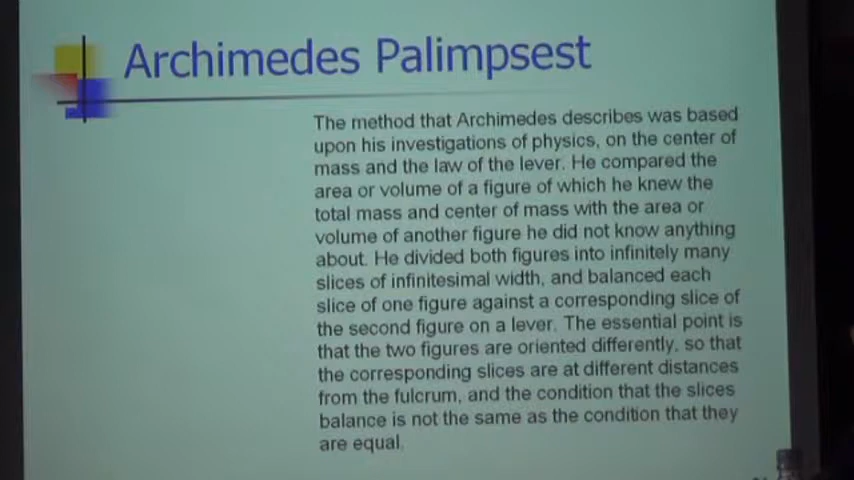 Archimedes Palimpsest
The method that Archimedes describes was based
upon his investigations of physics, on the center of
mass and the law of the lever. He compared the
area or volume of a figure of which he knew the
total mass and center of mass with the area or
volume of another figure he did not know anything
about. He divided both figures into infinitely many
slices of infinitesimal width, and balanced each
slice of one figure against a corresponding slice of
the second figure on a lever. The essential point is
that the two figures are oriented differently, so that
the corresponding slices are at different distances
from the fulcrum, and the condition that the slices
balance is not the same as the condition that they
are equal.